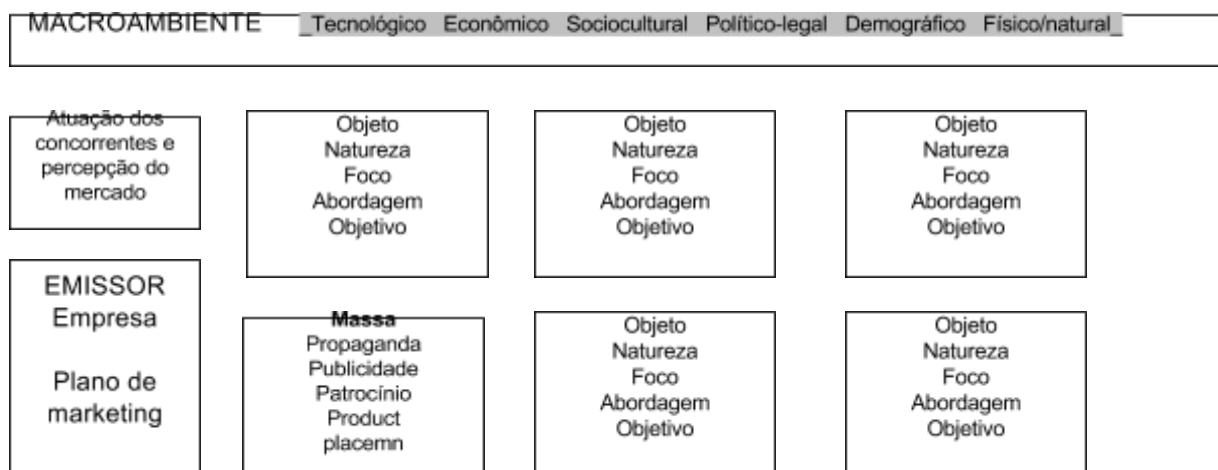 MACROAMBIENTE _Tecnológico Econômico Sociocultural Político-legal Demográfico Físico/natural_
Atuação dos
concorrentes e
percepção do
mercado
Objeto
Natureza
Foco
Abordagem
Objetivo
Objeto
Natureza
Foco
Abordagem
Objetivo
Objeto
Natureza
Foco
Abordagem
Objetivo
EMISSOR
Empresa
Plano de
marketing
Massa
Propaganda
Publicidade
Patrocínio
Product
placemn
Objeto
Natureza
Foco
Abordagem
Objetivo
Objeto
Natureza
Foco
Abordagem
Objetivo